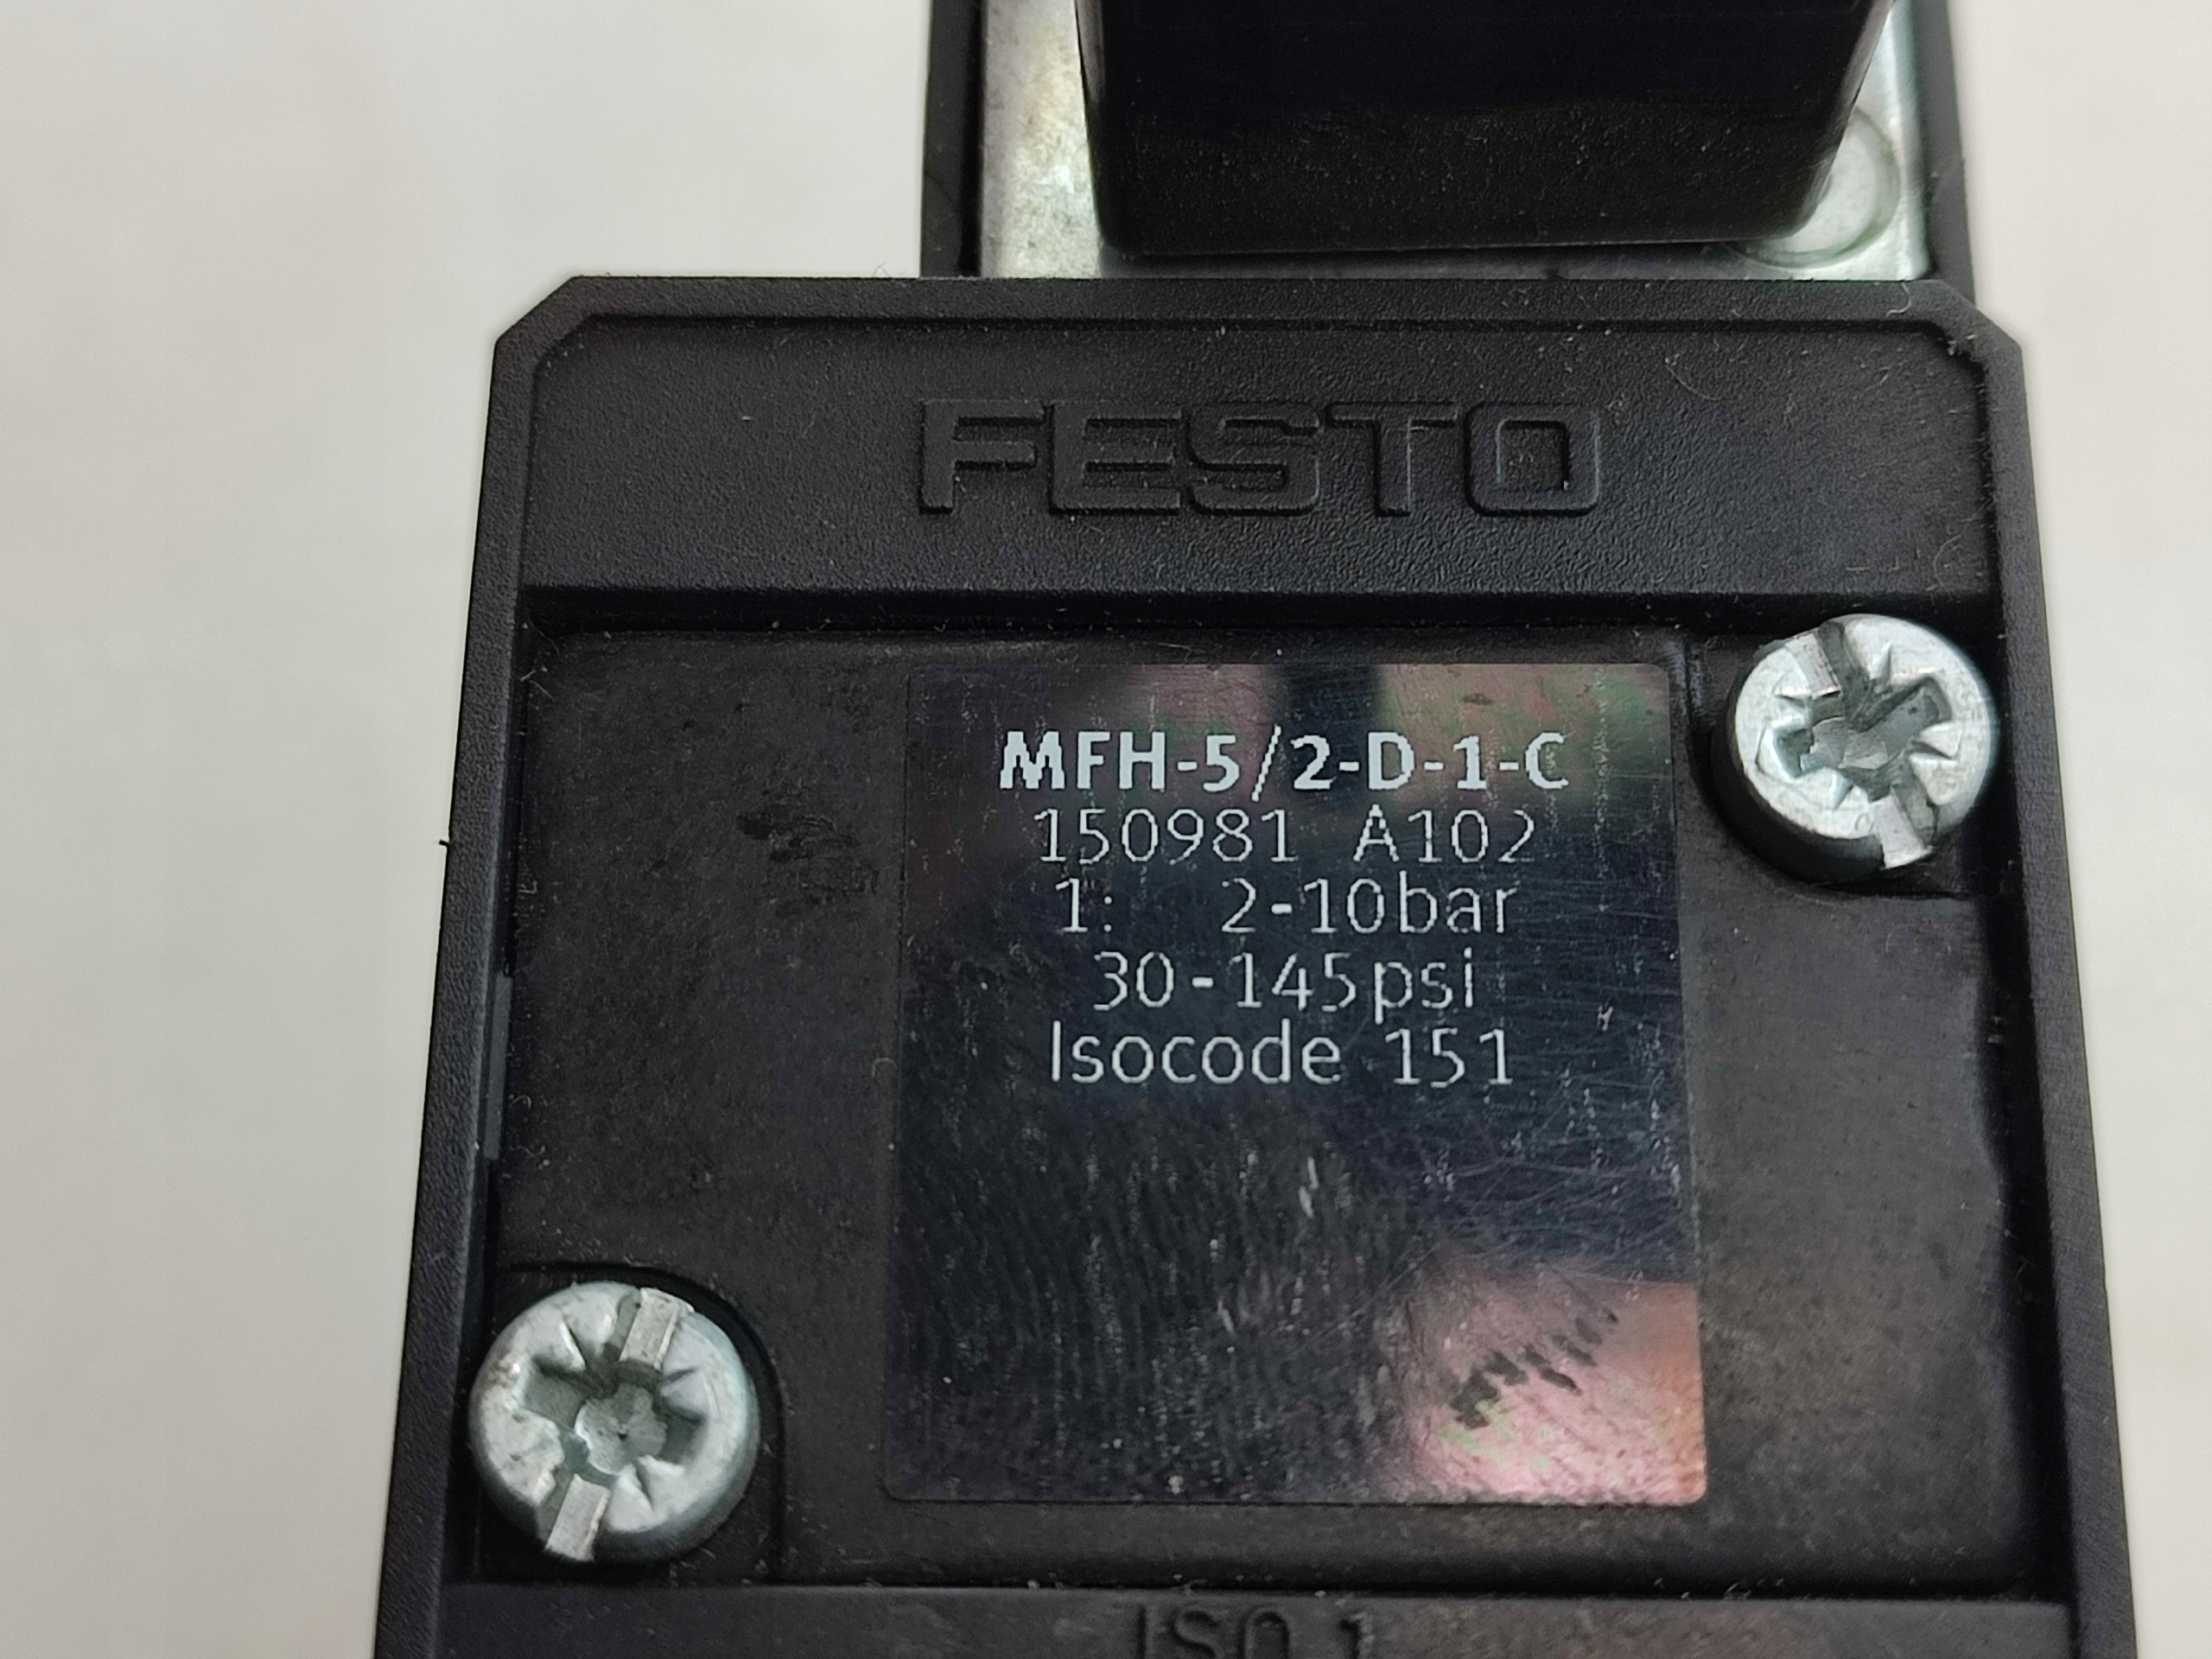 FESTO
MFH-5/2-D-1-C
150981 A102
1: 2-10bar
30-145psi
Isocode 151
ISO 1